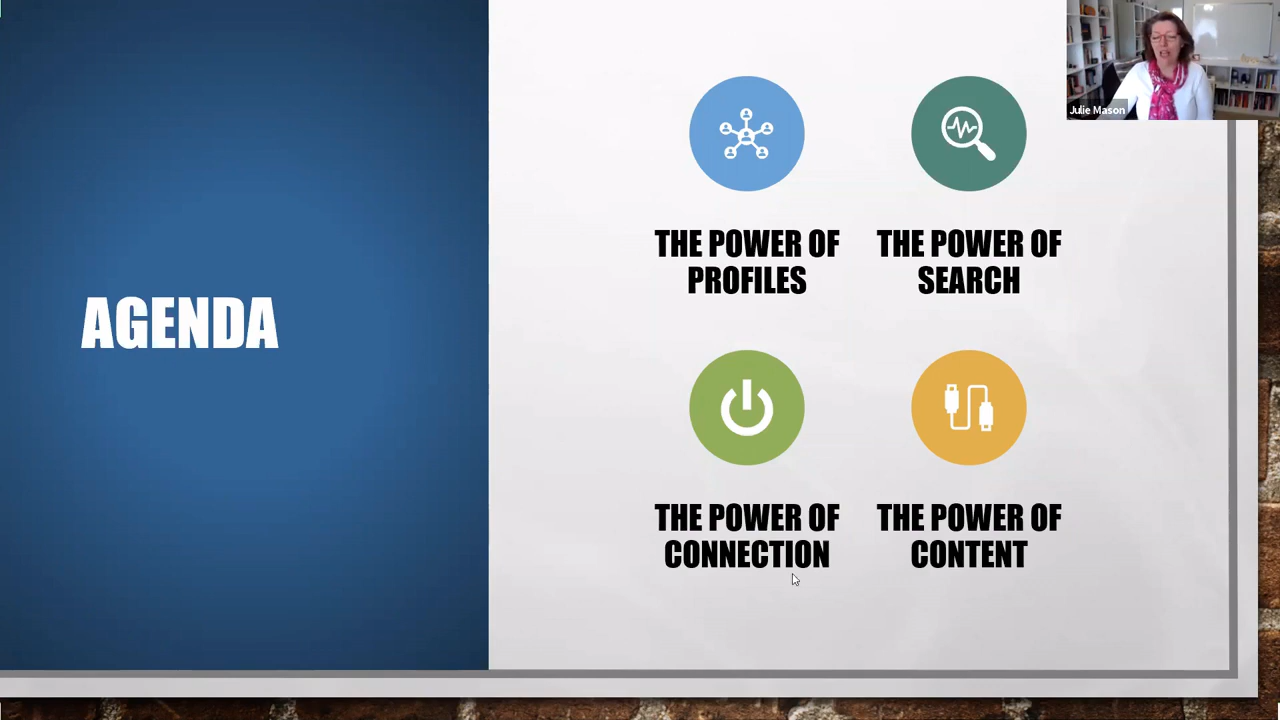 Julie Mason
AGENDA
THE POWER OF
PROFILES
THE POWER OF
SEARCH
THE POWER OF
CONNECTION
THE POWER OF
CONTENT